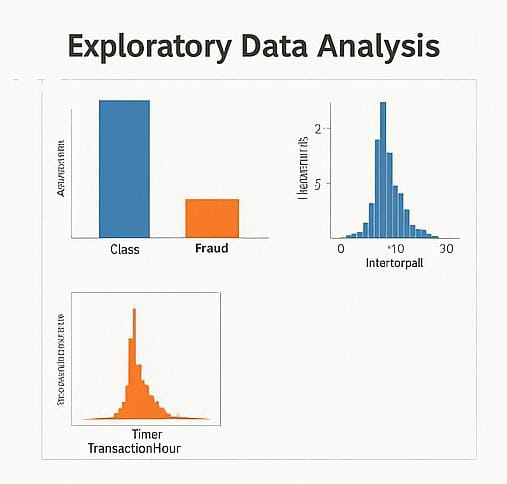 Exploratory Data Analysis
Class
Fraud
2
5
0
10
30
Intertorpall
Timer
TransactionHour